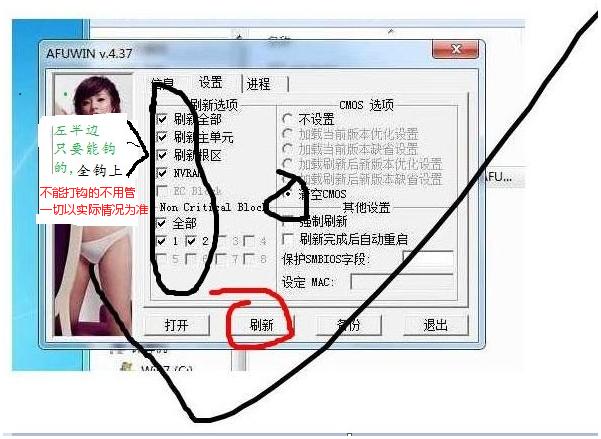 AFUWIN v.4.37
信息 设置 进程
刷新选项
刷新全部
刷新主单元
刷新根区
NVRAM
EC Block
Non Critical Block
全部
1 2 3 4
5 6 7 8
CMOS 选项
不设置
加载当前版本优化设置
加载当前版本缺省设置
加载刷新后新版本优化设置
加载刷新后新版本缺省设置
清空CMOS
其他设置
强制刷新
刷新完成后自动重启
保护SMBIOS字段:
设定 MAC:
打开 刷新 备份 退出
左半边
只要能钩
的,全钩上
不能打钩的不用管
一切以实际情况为准
AFU...